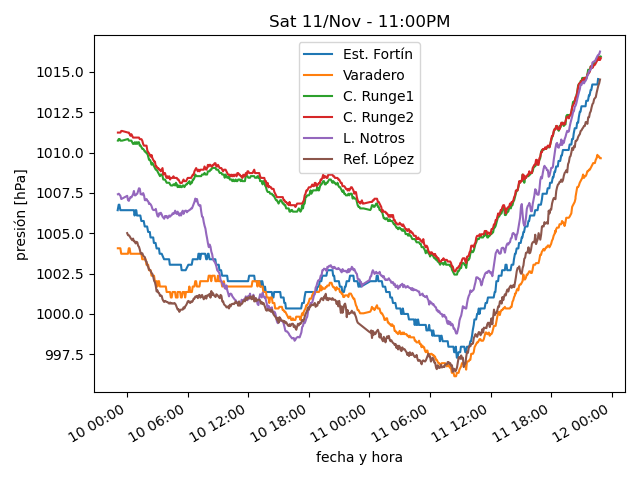 Sat 11/Nov - 11:00PM
Est. Fortín
Varadero
C. Runge1
C. Runge2
L. Notros
Ref. López
presión [hPa]
1015.0
1012.5
1010.0
1007.5
1005.0
1002.5
1000.0
997.5
10 00:00
10 06:00
10 12:00
10 18:00
11 00:00
11 06:00
11 12:00
11 18:00
12 00:00
fecha y hora